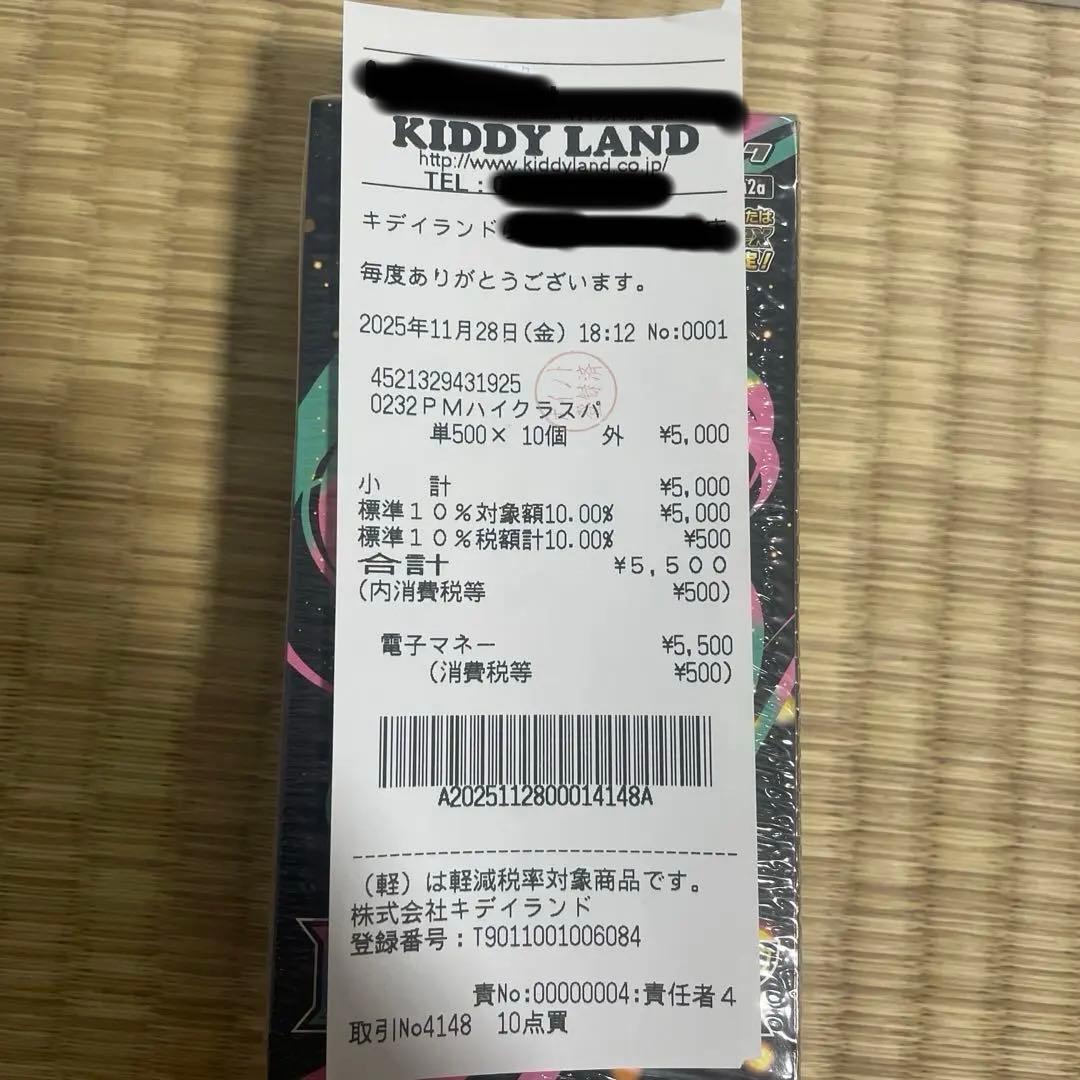 KIDDY LAND
http://www.kiddyland.co.jp/
TEL:
キデイランド
毎度ありがとうございます。
2025年11月28日(金) 18:12 No:0001
4521329431925
0232PMハイクラスパ
単500× 10個 外 ¥5,000
小 計 ¥5,000
標準10%対象額10.00% ¥5,000
標準10%税額計10.00% ¥500
合計 ¥5,500
(内消費税等 ¥500)
電子マネー ¥5,500
(消費税等 ¥500)
A2025112800014148A
(軽)は軽減税率対象商品です。
株式会社キデイランド
登録番号:T9011001006084
責No:00000004:責任者4
取引No4148 10点買
ク
2a
たは